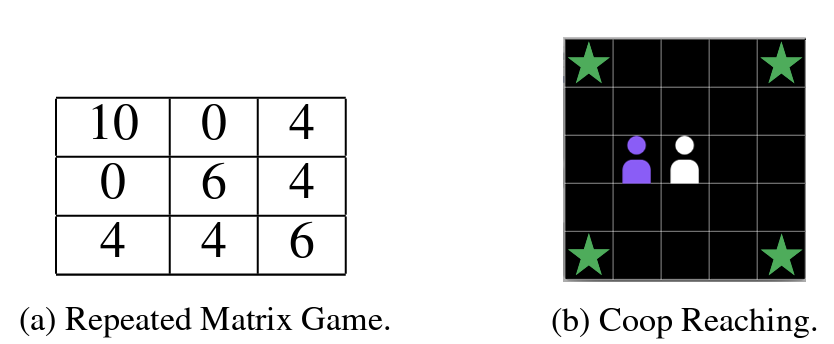 10 0 4
0 6 4
4 4 6
(a) Repeated Matrix Game.
(b) Coop Reaching.